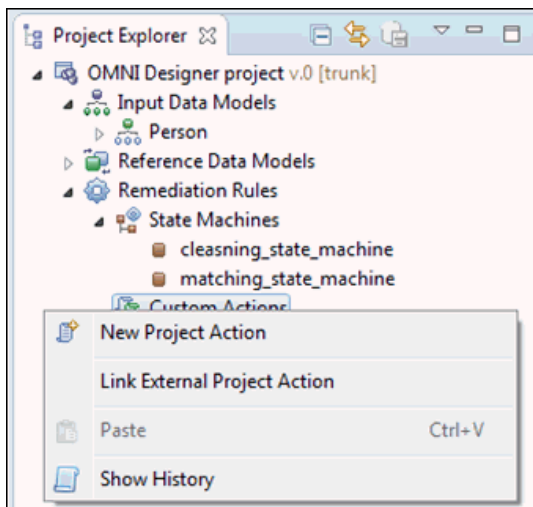 Project Explorer
OMNI Designer project v.0 [trunk]
Input Data Models
Person
Reference Data Models
Remediation Rules
State Machines
cleasning_state_machine
matching_state_machine
Custom Actions
New Project Action
Link External Project Action
Paste Ctrl+V
Show History